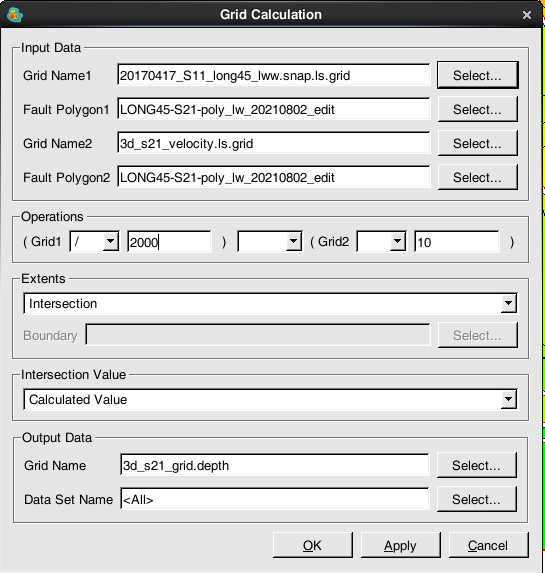 Grid Calculation
Input Data
Grid Name1 20170417_S11_long45_lww.snap.ls.grid Select...
Fault Polygon1 LONG45-S21-poly_lw_20210802_edit Select...
Grid Name2 3d_s21_velocity.ls.grid Select...
Fault Polygon2 LONG45-S21-poly_lw_20210802_edit Select...
Operations
( Grid1 / 2000 ) ( Grid2 10 )
Extents
Intersection
Boundary Select...
Intersection Value
Calculated Value
Output Data
Grid Name 3d_s21_grid.depth Select...
Data Set Name <All> Select...
OK Apply Cancel